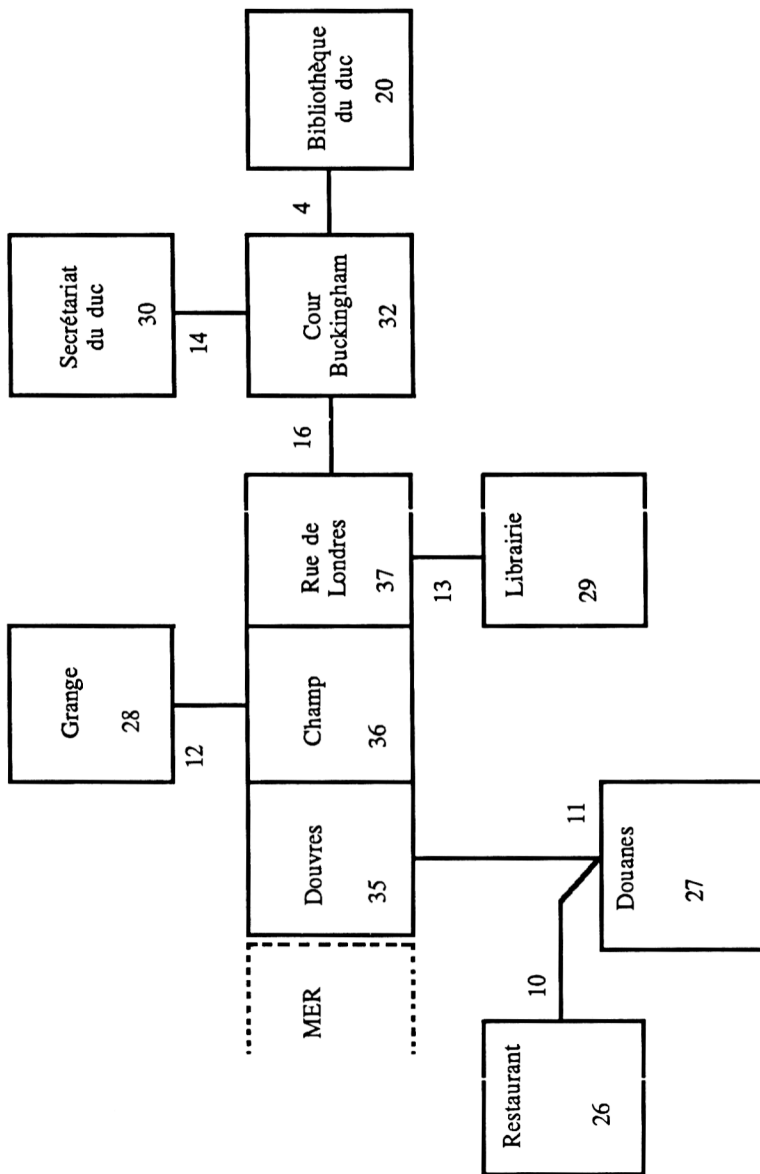 Secrétariat
du duc
30
14
Bibliothèque
du duc
20
4
Cour
Buckingham
32
16
Grange
28
12
Rue de
Londres
37
Champ
36
Douvres
35
MER
13
Librairie
29
11
Douanes
27
10
Restaurant
26